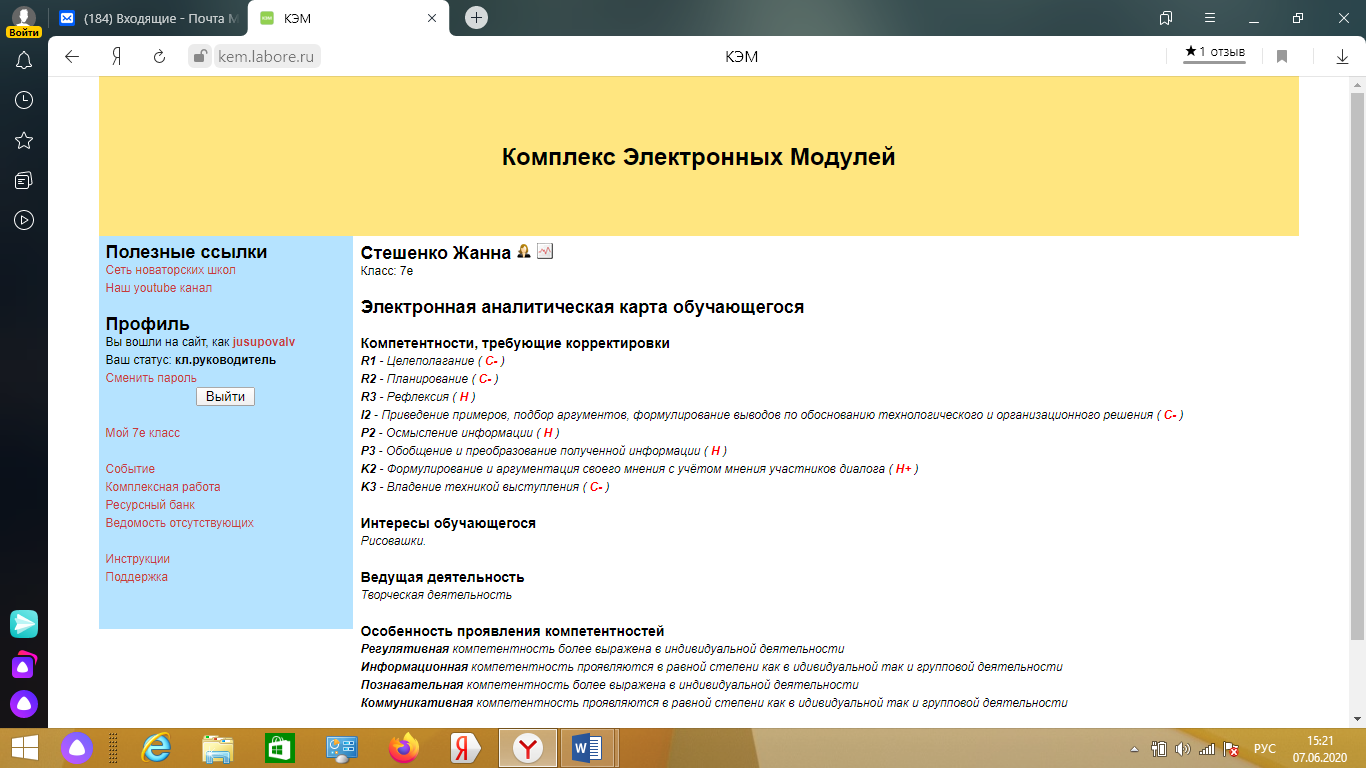 Войти
(184) Входящие - Почта M
КЭМ
kem.labore.ru
КЭМ
★1 отзыв
Комплекс Электронных Модулей
Полезные ссылки
Сеть новаторских школ
Наш youtube канал
Профиль
Вы вошли на сайт, как jusupovalv
Ваш статус: кл.руководитель
Сменить пароль
Выйти
Мой 7е класс
Событие
Комплексная работа
Ресурсный банк
Ведомость отсутствующих
Инструкции
Поддержка
Стешенко Жанна
Класс: 7е
Электронная аналитическая карта обучающегося
Компетентности, требующие корректировки
R1 - Целеполагание ( С- )
R2 - Планирование ( С- )
R3 - Рефлексия ( Н )
I2 - Приведение примеров, подбор аргументов, формулирование выводов по обоснованию технологического и организационного решения ( С- )
P2 - Осмысление информации ( Н )
P3 - Обобщение и преобразование полученной информации ( Н )
K2 - Формулирование и аргументация своего мнения с учётом мнения участников диалога ( Н+ )
K3 - Владение техникой выступления ( С- )
Интересы обучающегося
Рисовашки.
Ведущая деятельность
Творческая деятельность
Особенность проявления компетентностей
Регулятивная компетентность более выражена в индивидуальной деятельности
Информационная компетентность проявляются в равной степени как в идивидуальной так и групповой деятельности
Познавательная компетентность более выражена в индивидуальной деятельности
Коммуникативная компетентность проявляются в равной степени как в идивидуальной так и групповой деятельности
РУС
15:21
07.06.2020